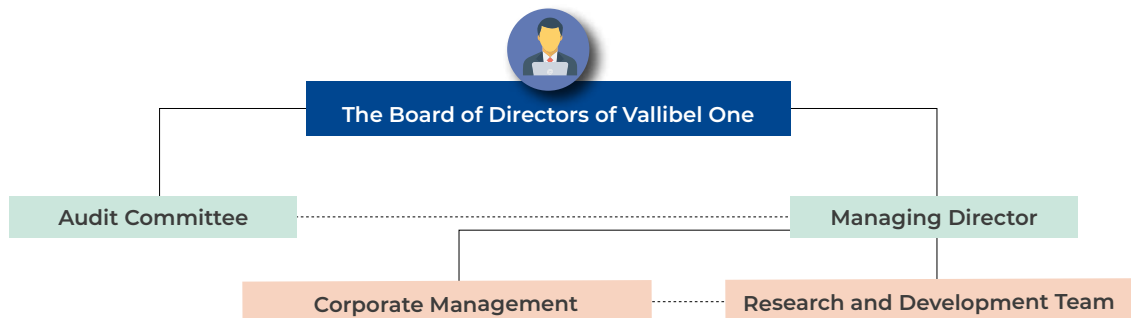 The Board of Directors of Vallibel One
Audit Committee
Managing Director
Corporate Management
Research and Development Team